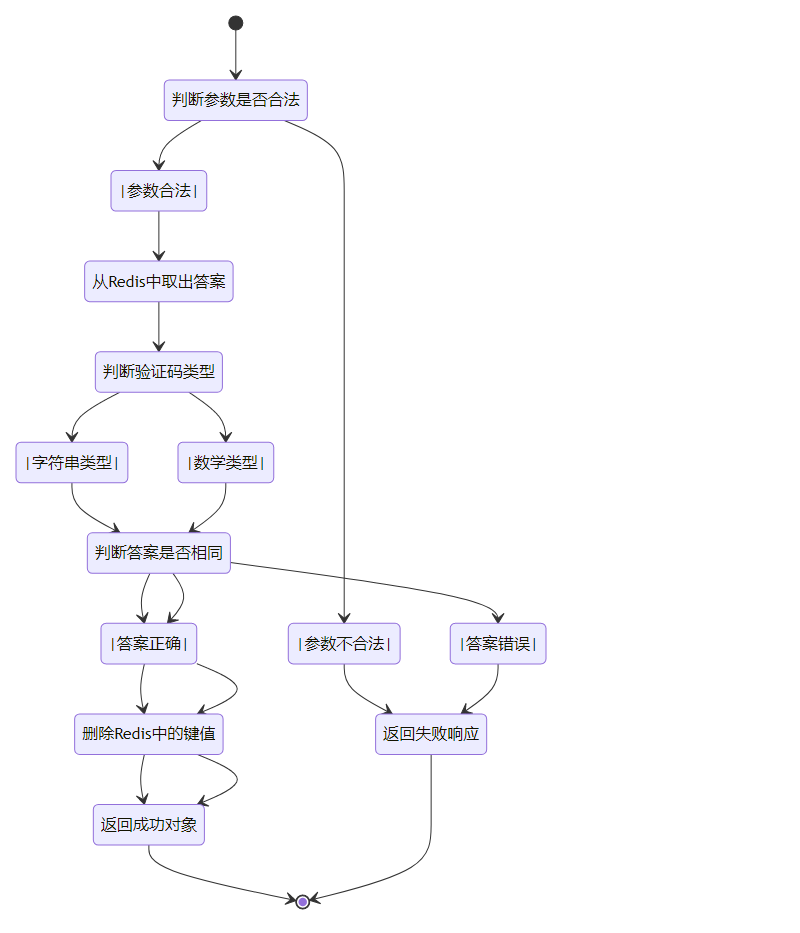 判断参数是否合法
|参数合法|
从Redis中取出答案
判断验证码类型
|字符串类型|
|数学类型|
判断答案是否相同
|答案正确|
|参数不合法|
|答案错误|
删除Redis中的键值
返回失败响应
返回成功对象